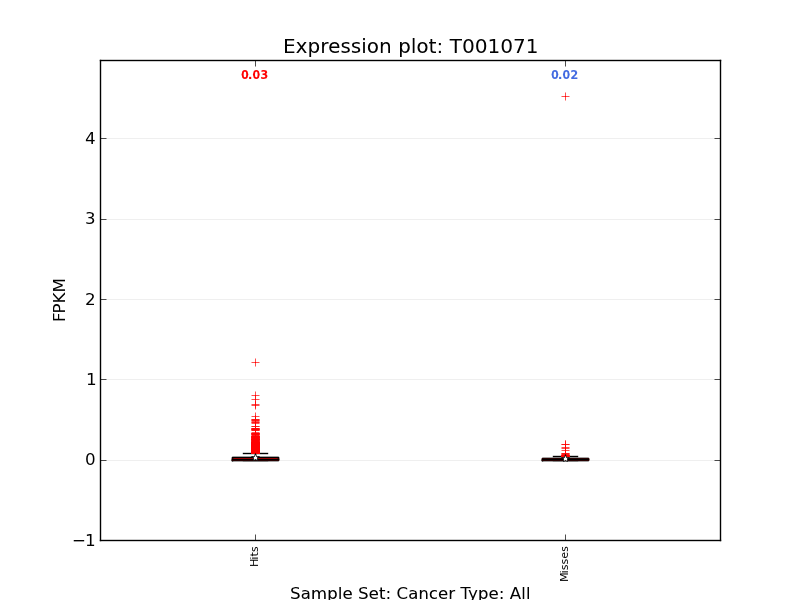 Expression plot: T001071
0.03
0.02
4
3
2
1
0
−1
FPKM
Hits
Misses
Sample Set: Cancer Type: All